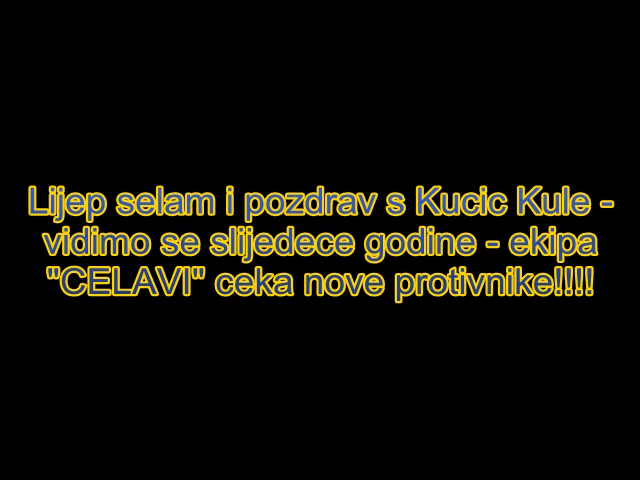 Lijep selam i pozdrav s Kucic Kule -
vidimo se slijedece godine - ekipa
"CELAVI" ceka nove protivnike!!!!